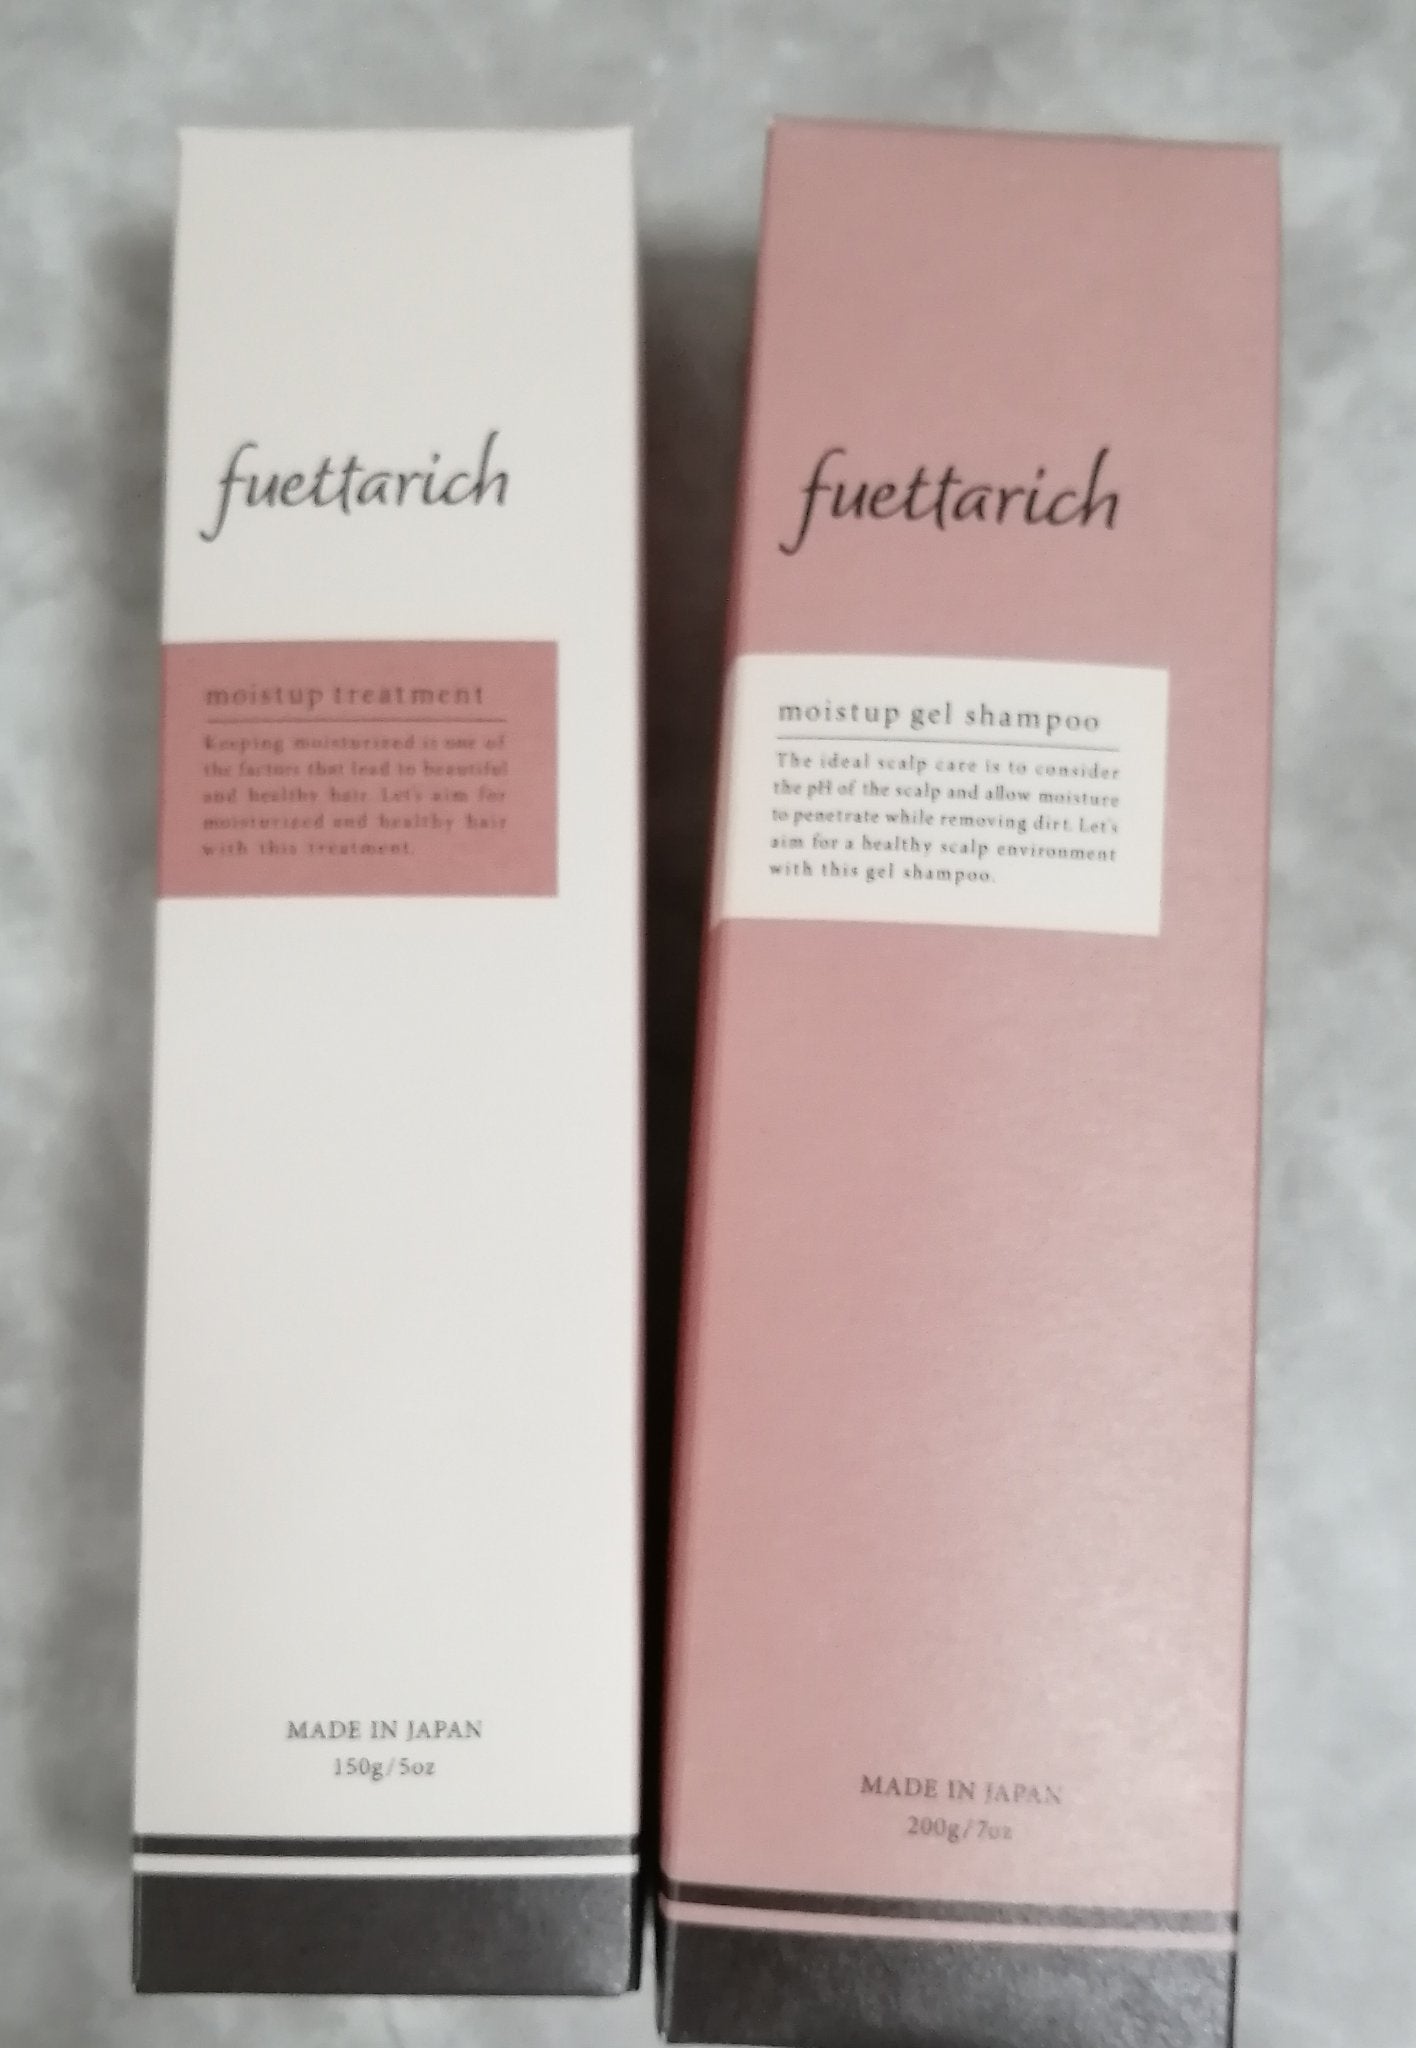 fuettarich
moistup treatment
Keeping moisturized is one of
the factors that lead to beautiful
and healthy hair. Let's aim for
moisturized and healthy hair
with this treatment.
MADE IN JAPAN
150g/5oz
fuettarich
moistup gel shampoo
The ideal scalp care is to consider
the pH of the scalp and allow moisture
to penetrate while removing dirt. Let's
aim for a healthy scalp environment
with this gel shampoo.
MADE IN JAPAN
200g/7oz